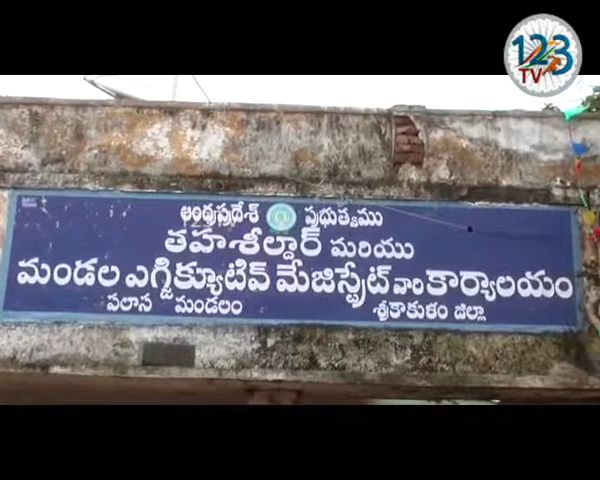 123
TV
ఆంధ్రప్రదేశ్ ప్రభుత్వము
తహశీల్దార్ మరియు
మండల ఎగ్జిక్యూటివ్ మేజిస్ట్రేట్ వారి కార్యాలయం
పలాస మండలం శ్రీకాకుళం జిల్లా